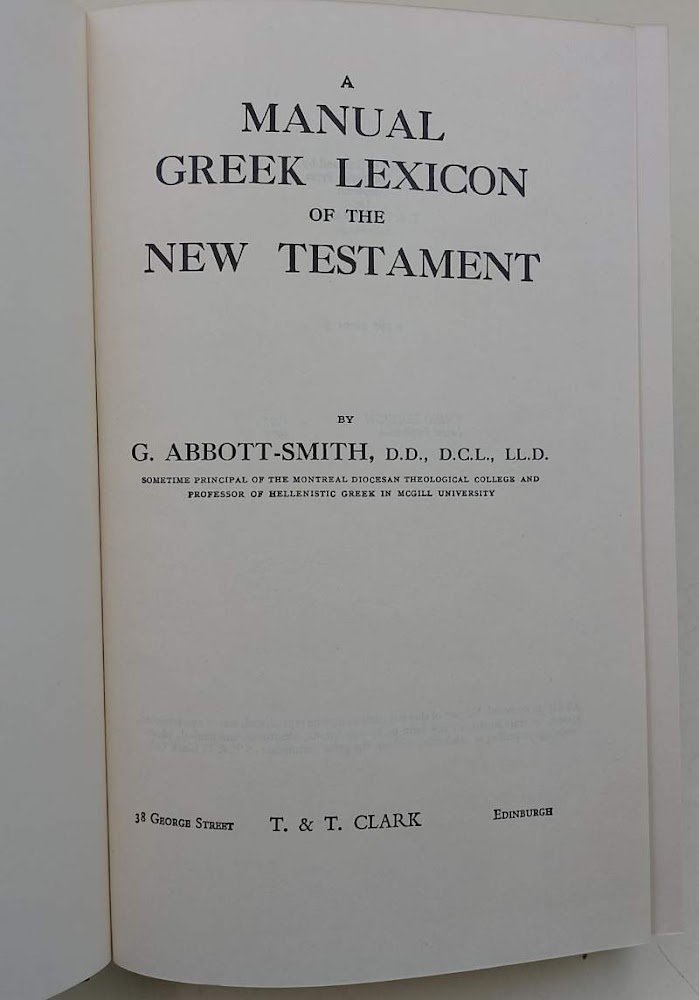 A
MANUAL
GREEK LEXICON
OF THE
NEW TESTAMENT
BY
G. ABBOTT-SMITH, D.D., D.C.L., LL.D.
SOMETIME PRINCIPAL OF THE MONTREAL DIOCESAN THEOLOGICAL COLLEGE AND
PROFESSOR OF HELLENISTIC GREEK IN MCGILL UNIVERSITY
38 GEORGE STREET T. & T. CLARK EDINBURGH